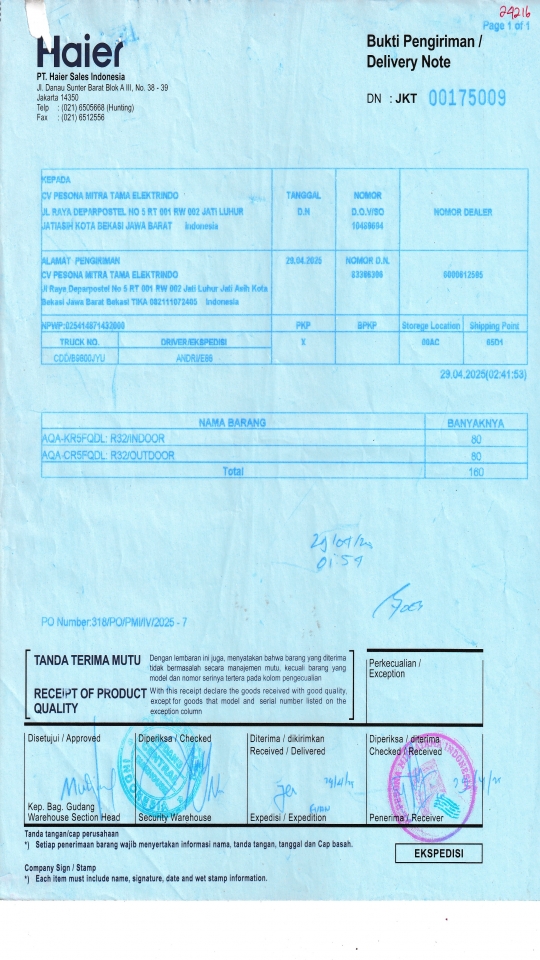 24216
Page 1 of 1
Haier
Bukti Pengiriman /
Delivery Note
PT. Haier Sales Indonesia
Jl. Danau Sunter Barat Blok A III, No. 38 - 39
Jakarta 14350
Telp : (021) 6505668 (Hunting)
Fax : (021) 6512556
DN : JKT 00175009
KEPADA
CV PESONA MITRA TAMA ELEKTRINDO
JL RAYA DEPARPOSTEL NO 5 RT 001 RW 002 JATI LUHUR
JATIASIH KOTA BEKASI JAWA BARAT Indonesia
TANGGAL
D.N
NOMOR
D.O./SO
10489694
NOMOR DEALER
ALAMAT PENGIRIMAN
CV PESONA MITRA TAMA ELEKTRINDO
Jl Raya Deparpostel No 5 RT 001 RW 002 Jati Luhur Jati Asih Kota
Bekasi Jawa Barat Bekasi TIKA 082111072405 Indonesia
29.04.2025
NOMOR D.N.
NPWP:
PKP
BPKP
Storege Location
Shipping Point
TRUCK NO.
DRIVER/EKSPEDISI
X
00AC
65D1
ANDRI/E86
29.04.2025(02:41:53)
NAMA BARANG BANYAKNYA
AQA-KR5FQDL: R32/INDOOR 80
AQA-CR5FQDL: R32/OUTDOOR 80
Total 160
01:59
PO Number:318/PO/PMI/IV/2025 - 7
TANDA TERIMA MUTU
Dengan lembaran ini juga, menyatakan bahwa barang yang diterima
tidak bermasalah secara manajemen mutu, kecuali barang yang
model dan nomor serinya tertera pada kolom pengecualian
RECEIPT OF PRODUCT
QUALITY
With this receipt declare the goods received with good quality,
except for goods that model and serial number listed on the
exception column
Perkecualian /
Exception
Disetujui / Approved
Diperiksa / Checked
Diterima / dikirimkan
Received / Delivered
Diperiksa / diterima
Checked / Received
Kep. Bag. Gudang
Warehouse Section Head
Security Warehouse
Expedisi / Expedition
Penerima / Receiver
Tanda tangan/cap perusahaan
*) Setiap penerimaan barang wajib menyertakan informasi nama, tanda tangan, tanggal dan Cap basah.
EKSPEDISI
Company Sign / Stamp
*) Each item must include name, signature, date and wet stamp information.